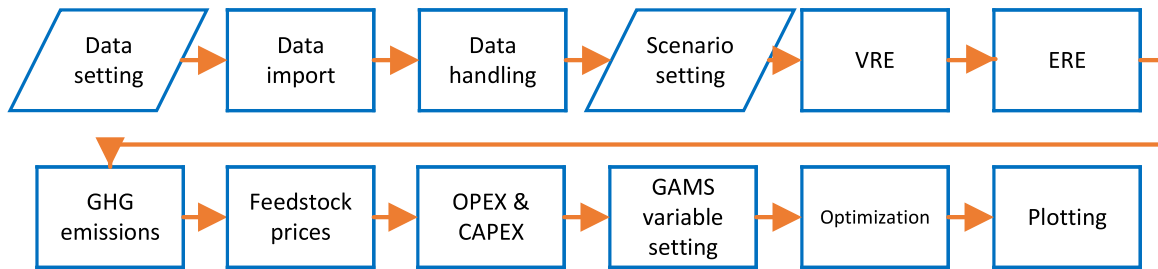 Data
setting
Data
import
Data
handling
Scenario
setting
VRE
ERE
GHG
emissions
Feedstock
prices
OPEX &
CAPEX
GAMS
variable
setting
Optimization
Plotting